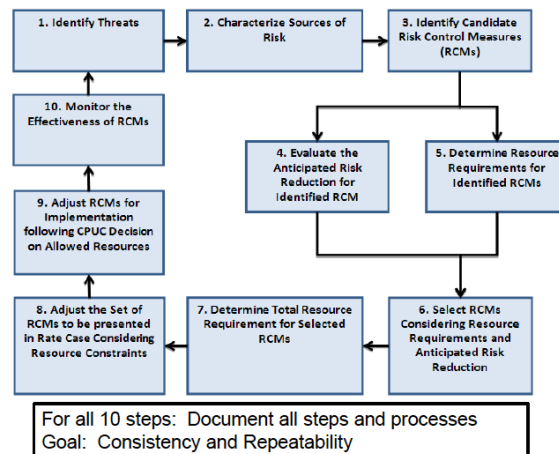 1. Identify Threats
2. Characterize Sources of
Risk
3. Identify Candidate
Risk Control Measures
(RCMs)
10. Monitor the
Effectiveness of RCMs
4. Evaluate the
Anticipated Risk
Reduction for
Identified RCM
5. Determine Resource
Requirements for
Identified RCMs
9. Adjust RCMs for
Implementation
following CPUC Decision
on Allowed Resources
8. Adjust the Set of
RCMs to be presented
in Rate Case Considering
Resource Constraints
7. Determine Total Resource
Requirement for Selected
RCMs
6. Select RCMs
Considering Resource
Requirements and
Anticipated Risk
Reduction
For all 10 steps: Document all steps and processes
Goal: Consistency and Repeatability